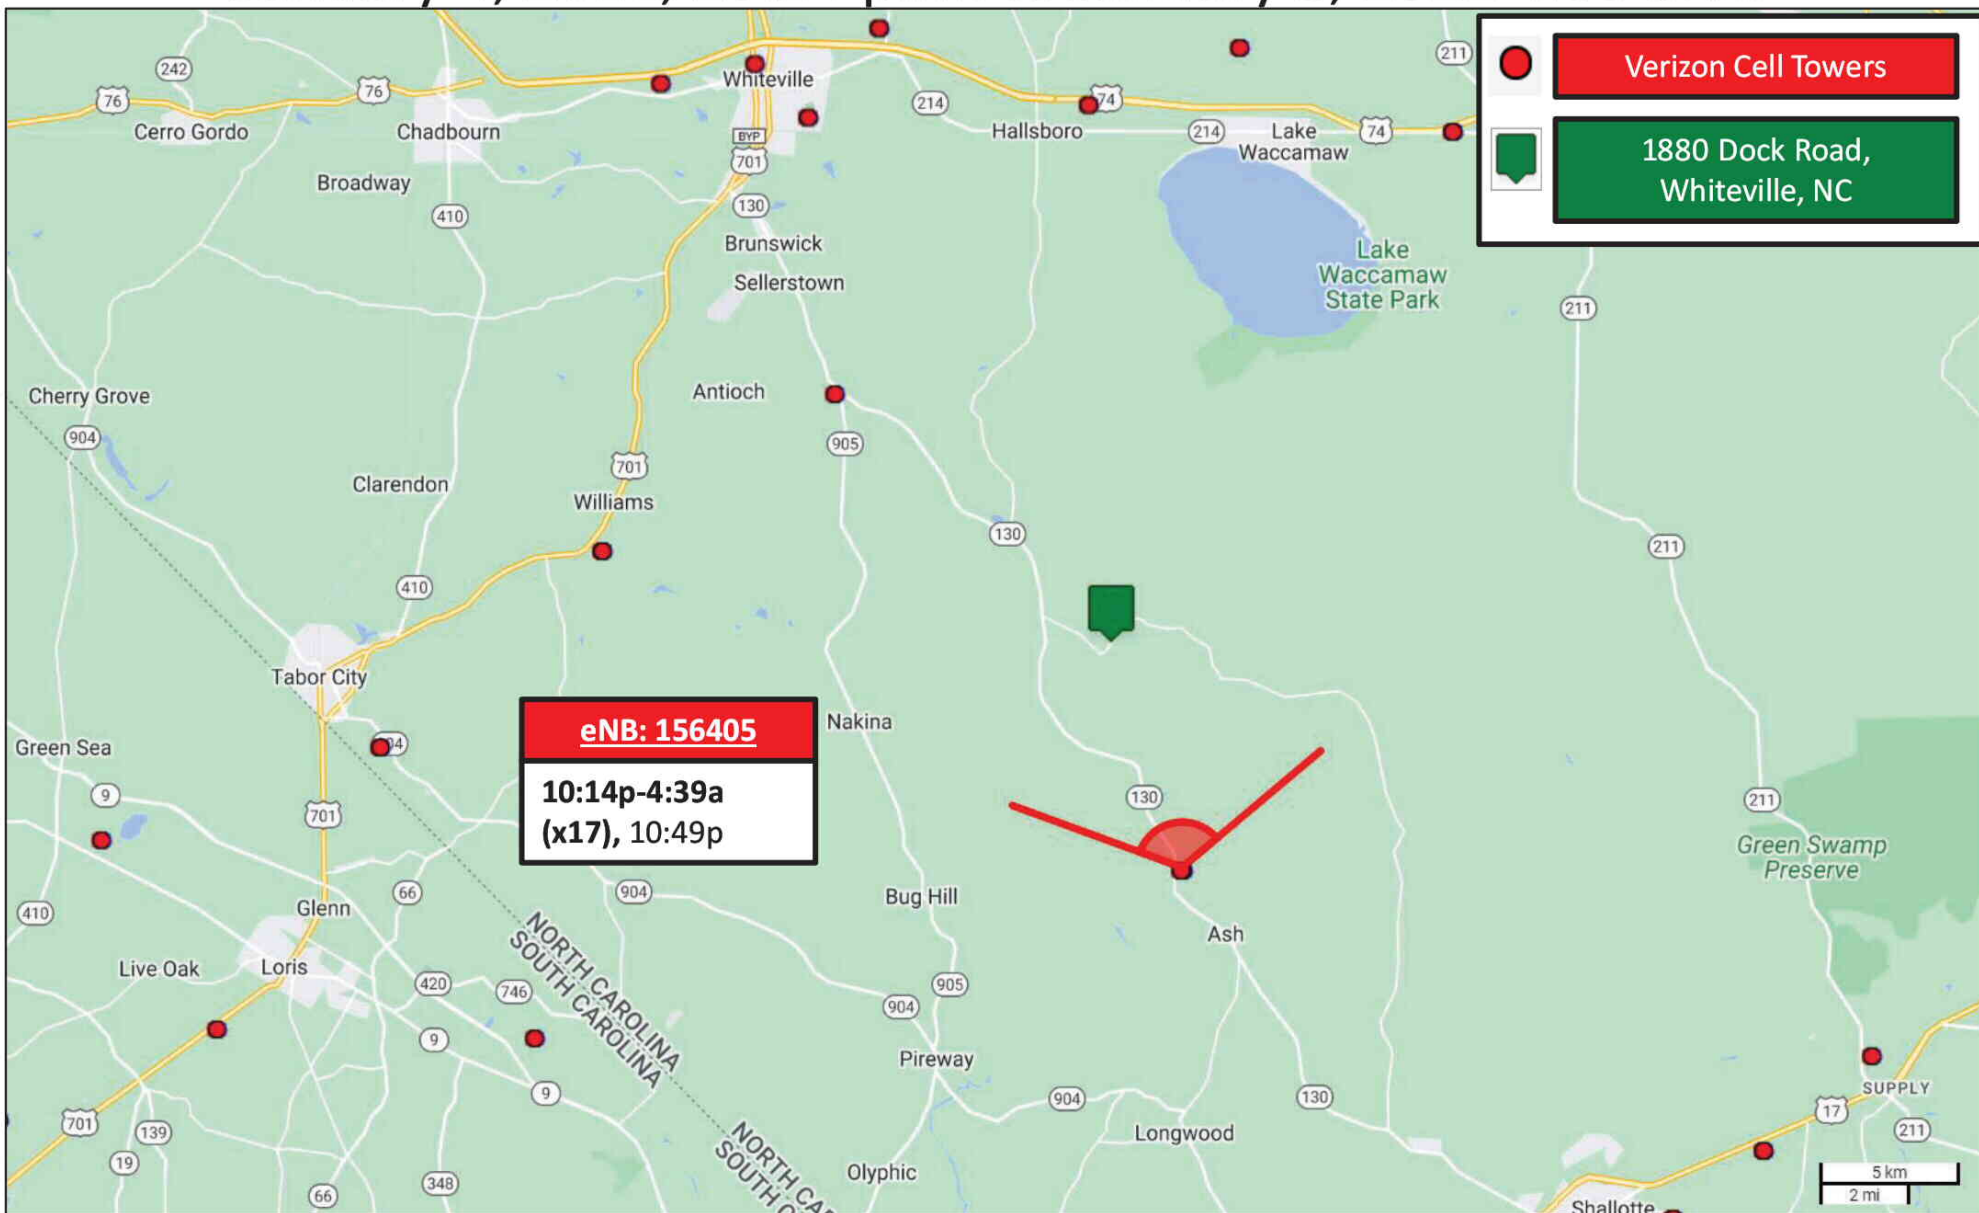 Verizon Cell Towers
1880 Dock Road,
Whiteville, NC
211
242
76
76
Whiteville
74
214
Cerro Gordo
Chadbourn
Hallsboro
214
Lake
Waccamaw
74
BYP
701
Broadway
130
410
Brunswick
Sellerstown
Lake
Waccamaw
State Park
211
Cherry Grove
Antioch
904
905
701
Clarendon
Williams
130
211
410
Tabor City
eNB: 156405
10:14p-4:39a
(x17), 10:49p
Nakina
Green Sea
9
701
130
211
Green Swamp
Preserve
66
904
Bug Hill
410
Glenn
NORTH CAROLINA
SOUTH CAROLINA
Ash
Live Oak
Loris
420
746
905
904
9
Pireway
9
904
130
SUPPLY
17
211
701
139
Longwood
NORTH
SOUTH
19
Olyphic
348
66
5 km
2 mi
Shallotte